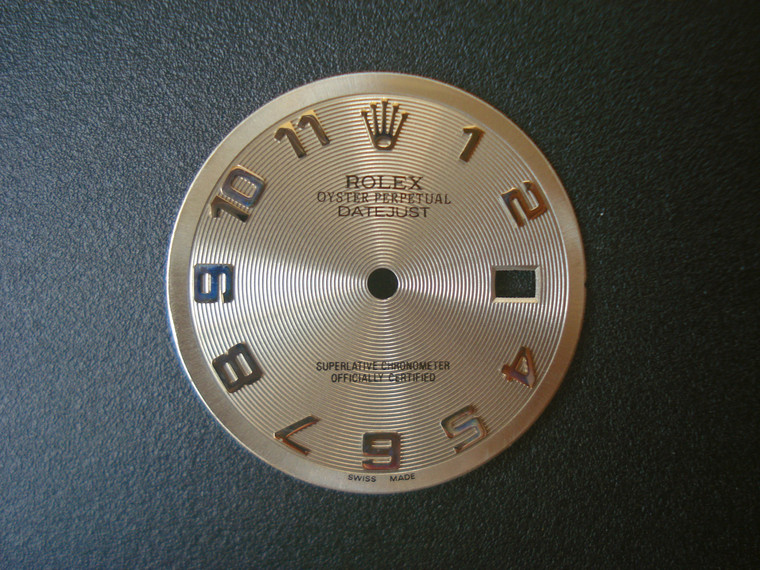 11
1
10
2
ROLEX
OYSTER PERPETUAL
DATEJUST
9
8
4
SUPERLATIVE CHRONOMETER
OFFICIALLY CERTIFIED
7
6
5
SWISS MADE